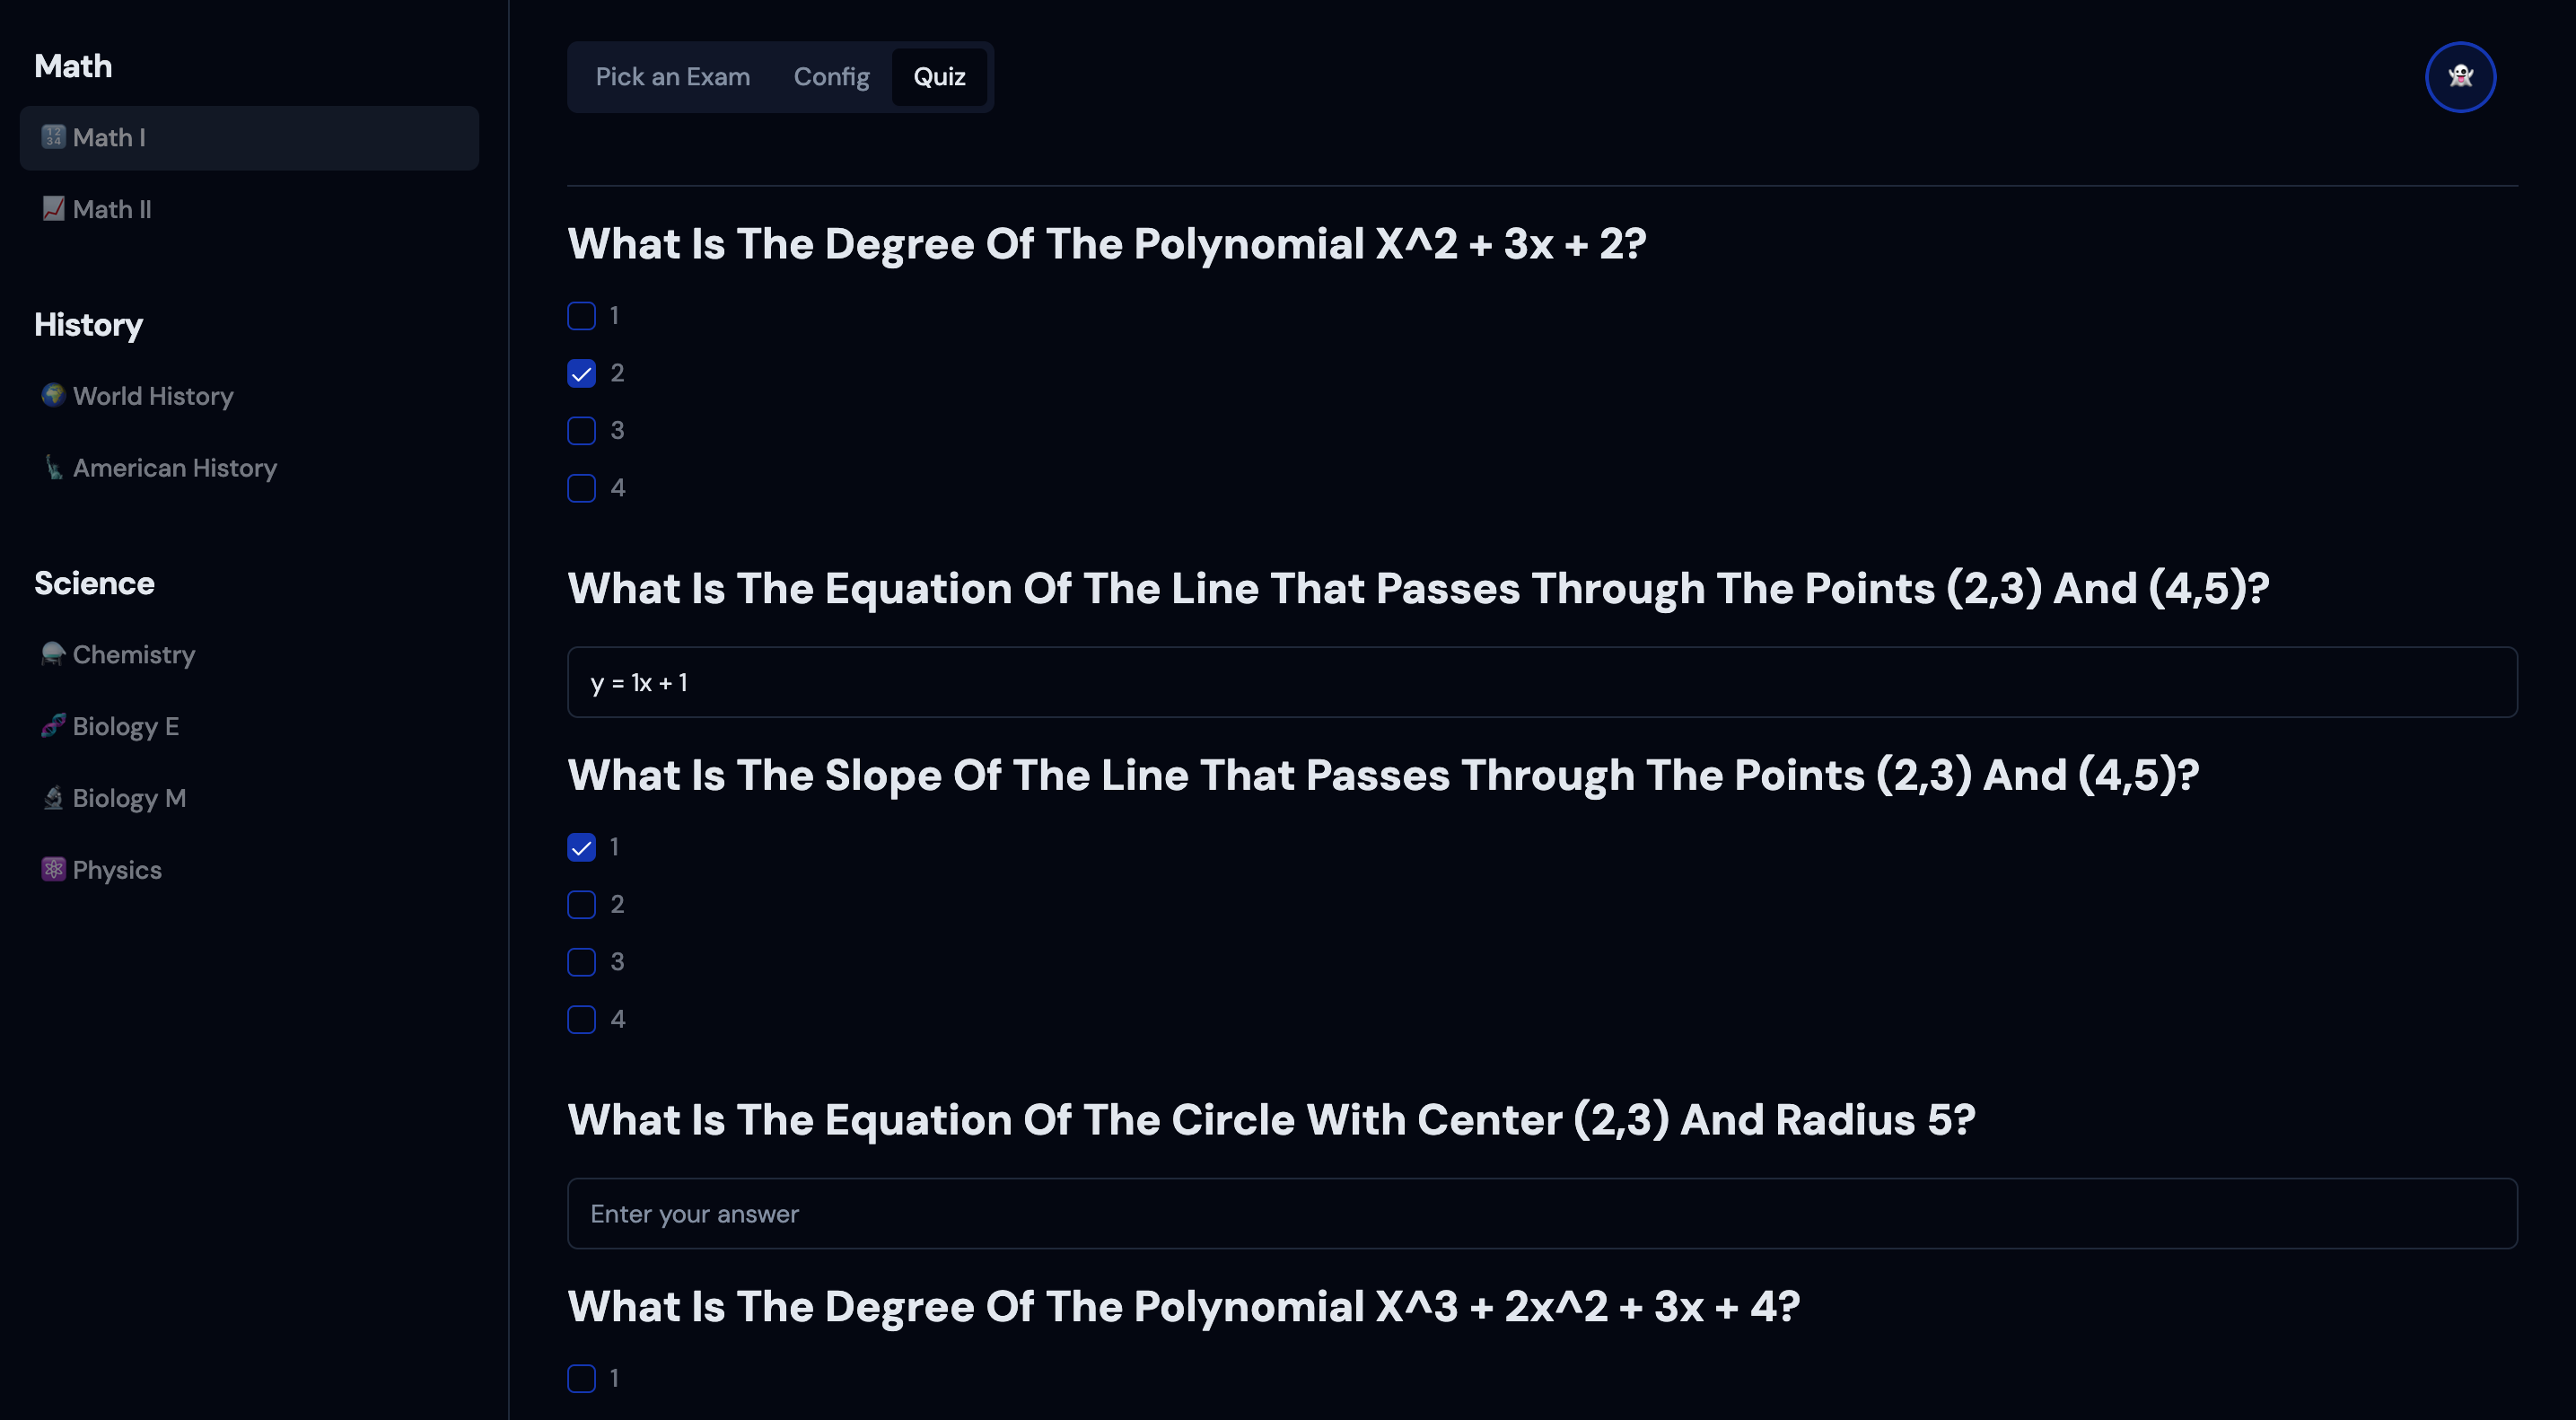 Math
Math I
Math II
History
World History
American History
Science
Chemistry
Biology E
Biology M
Physics
Pick an Exam Config Quiz
What Is The Degree Of The Polynomial X^2 + 3x + 2?
1
2
3
4
What Is The Equation Of The Line That Passes Through The Points (2,3) And (4,5)?
y = 1x + 1
What Is The Slope Of The Line That Passes Through The Points (2,3) And (4,5)?
1
2
3
4
What Is The Equation Of The Circle With Center (2,3) And Radius 5?
Enter your answer
What Is The Degree Of The Polynomial X^3 + 2x^2 + 3x + 4?
1